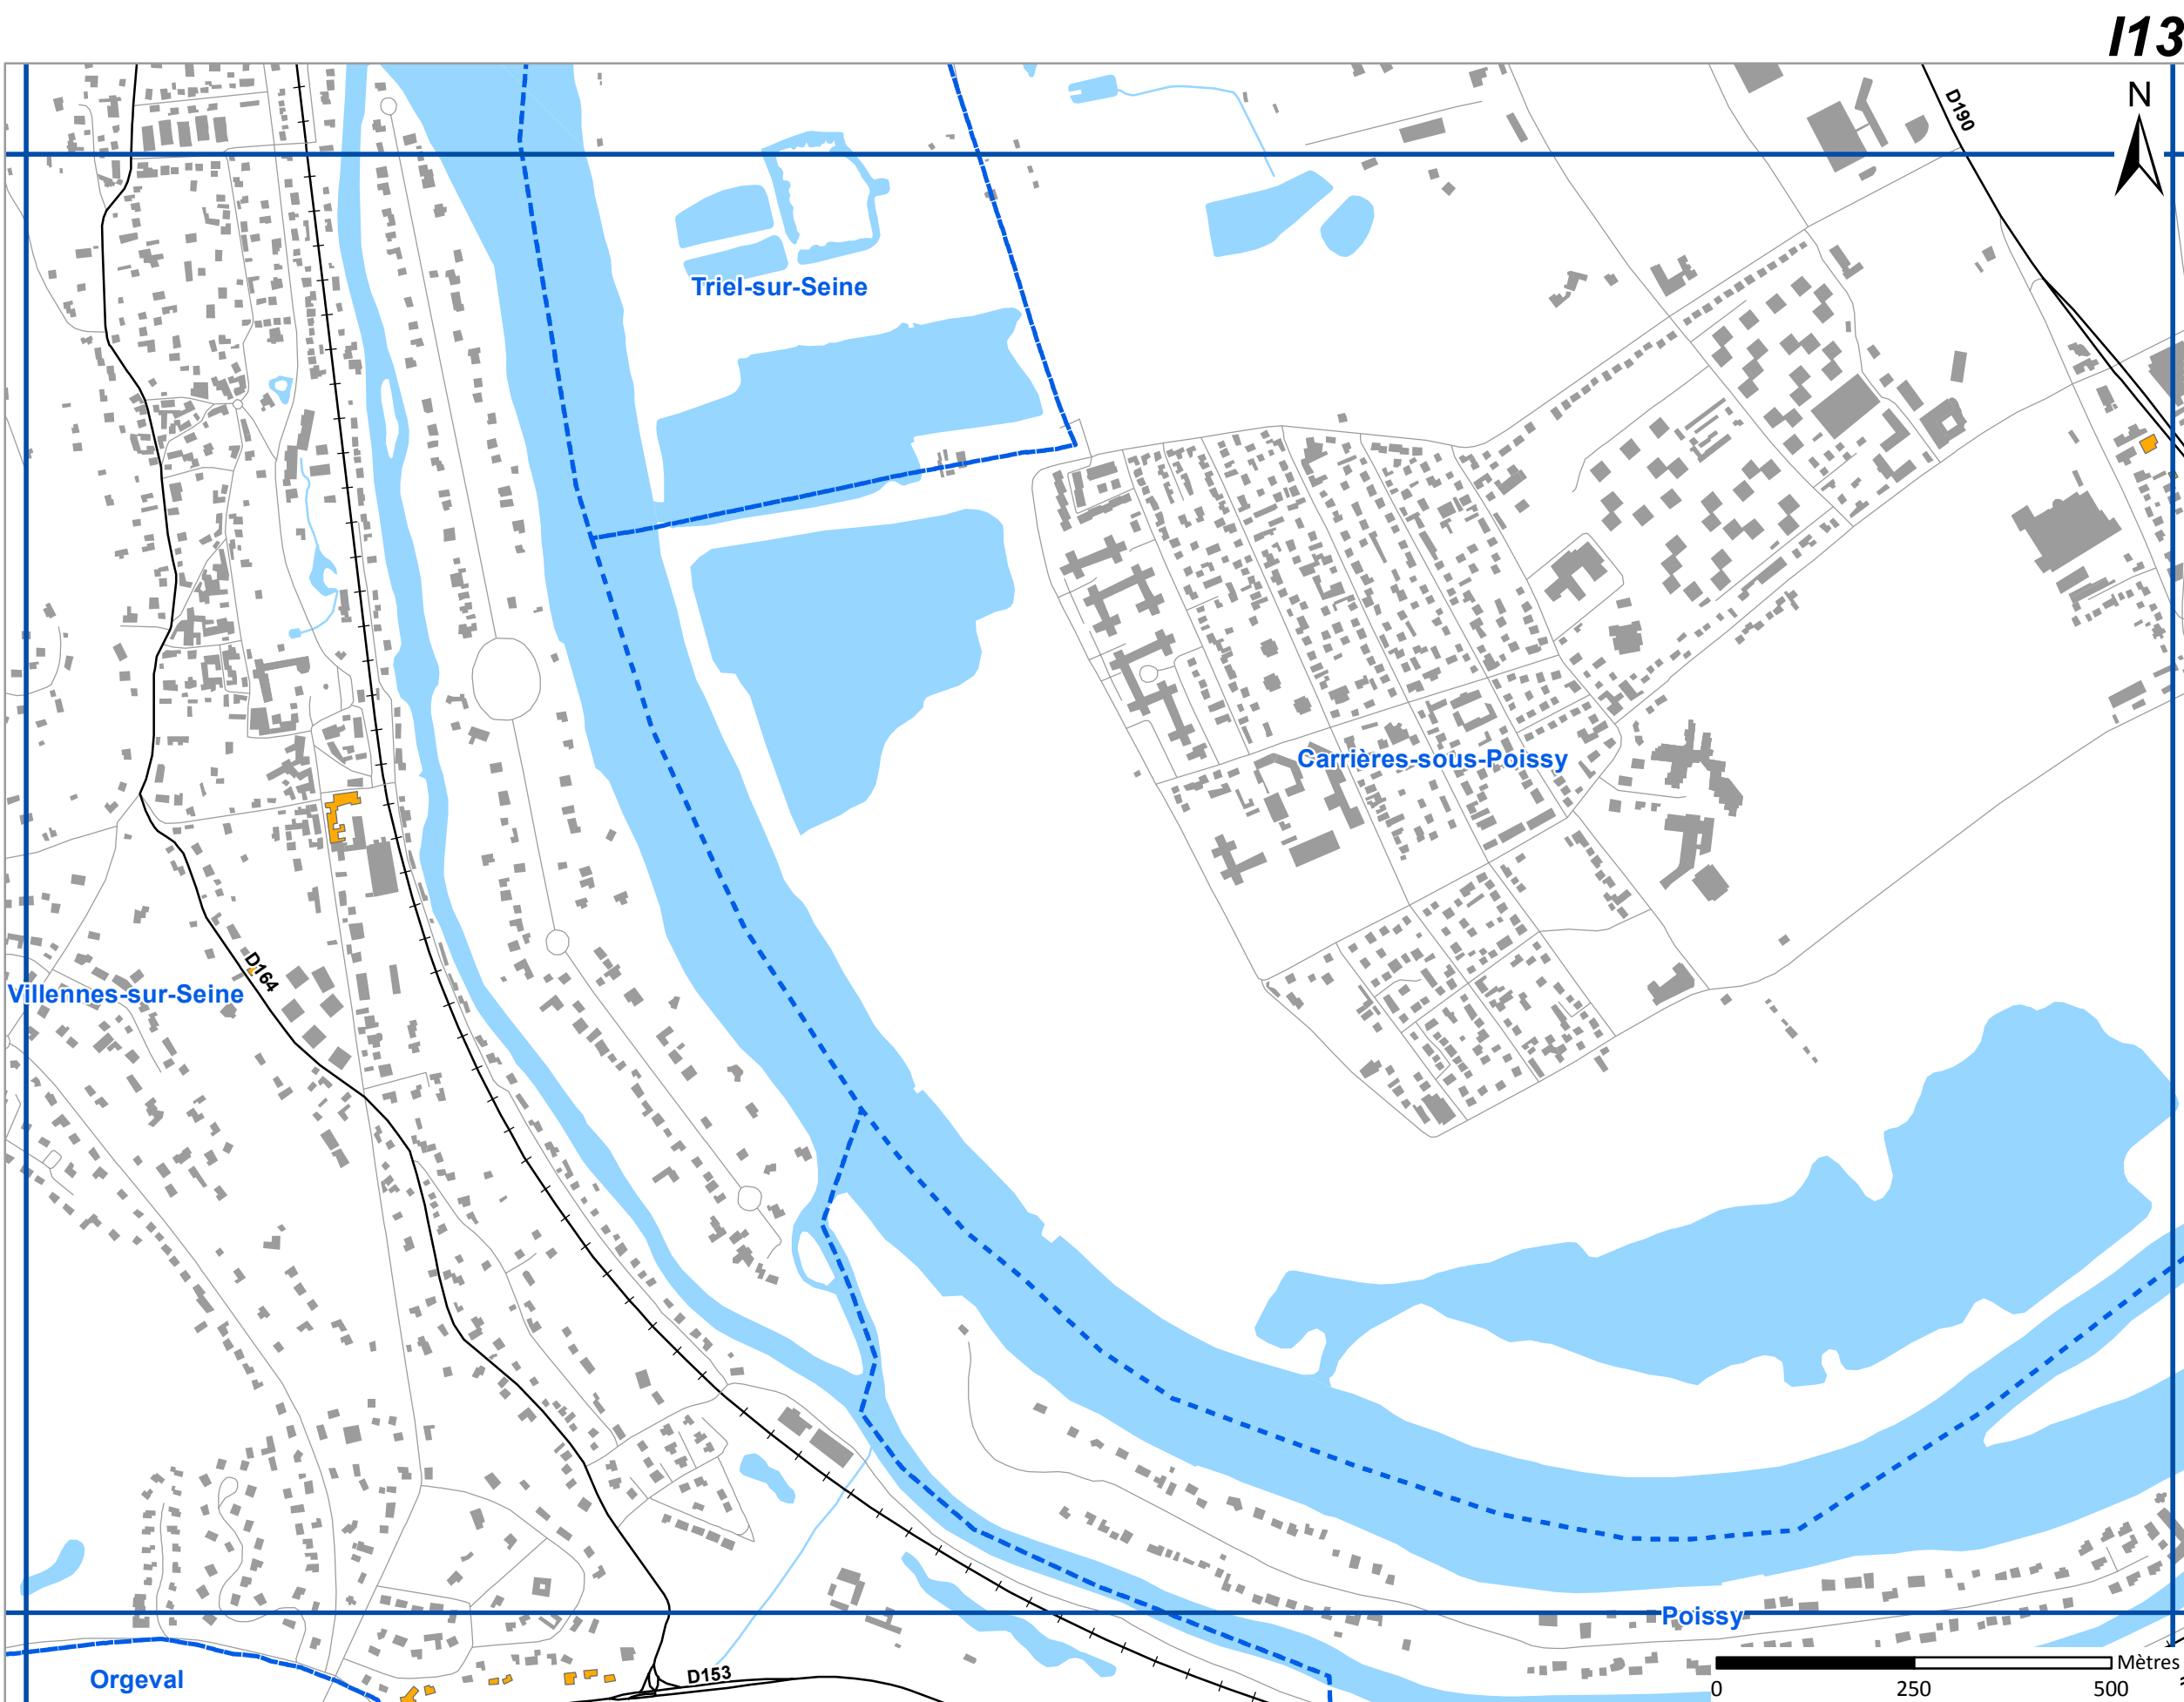 I13
N
D190
Triel-sur-Seine
Carrières-sous-Poissy
D164
Villennes-sur-Seine
Poissy
Orgeval
D153
Mètres
0 250 500